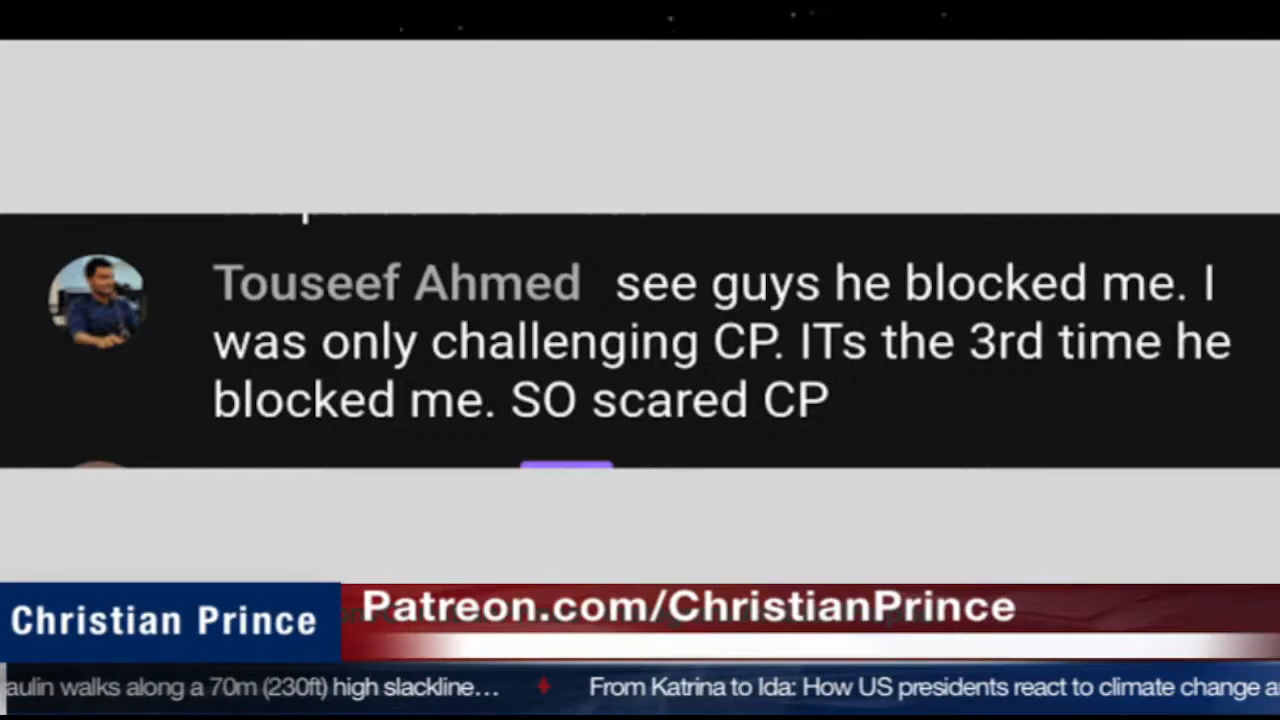 Touseef Ahmed see guys he blocked me. I
was only challenging CP. ITs the 3rd time he
blocked me. SO scared CP
Christian Prince
Patreon.com/ChristianPrince
aulin walks along a 70m (230ft) high slackline… ♦ From Katrina to Ida: How US presidents react to climate change